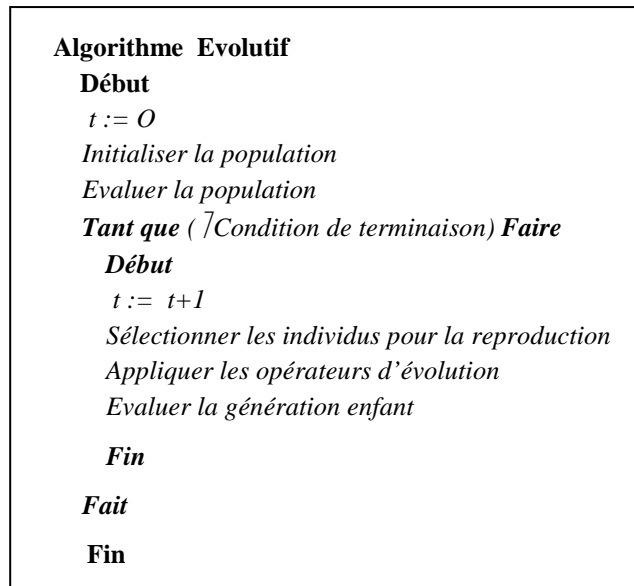 Algorithme Evolutif
Début
t := O
Initialiser la population
Evaluer la population
Tant que ( ⌉Condition de terminaison) Faire
Début
t := t+1
Sélectionner les individus pour la reproduction
Appliquer les opérateurs d’évolution
Evaluer la génération enfant
Fin
Fait
Fin